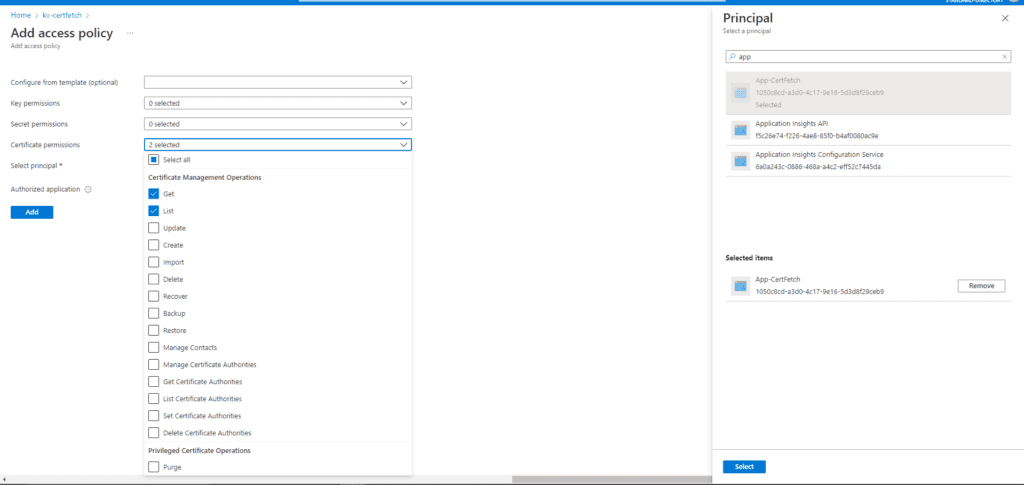 STANDARD-DIRECTORY
Home > kv-certfetch >
Add access policy ...
Add access policy
Configure from template (optional)
Key permissions
0 selected
Secret permissions
0 selected
Certificate permissions
2 selected
Select principal *
Authorized application
Add
Select all
Certificate Management Operations
Get
List
Update
Create
Import
Delete
Recover
Backup
Restore
Manage Contacts
Manage Certificate Authorities
Get Certificate Authorities
List Certificate Authorities
Set Certificate Authorities
Delete Certificate Authorities
Privileged Certificate Operations
Purge
Principal
Select a principal
app
App-CertFetch
1050c8cd-a3d0-4c17-9e16-5d3d8f29ceb9
Selected
Application Insights API
f5c26e74-f226-4ae8-85f0-b4af0080ac9e
Application Insights Configuration Service
6a0a243c-0886-468a-a4c2-eff52c7445da
Selected items
App-CertFetch
1050c8cd-a3d0-4c17-9e16-5d3d8f29ceb9
Remove
Select